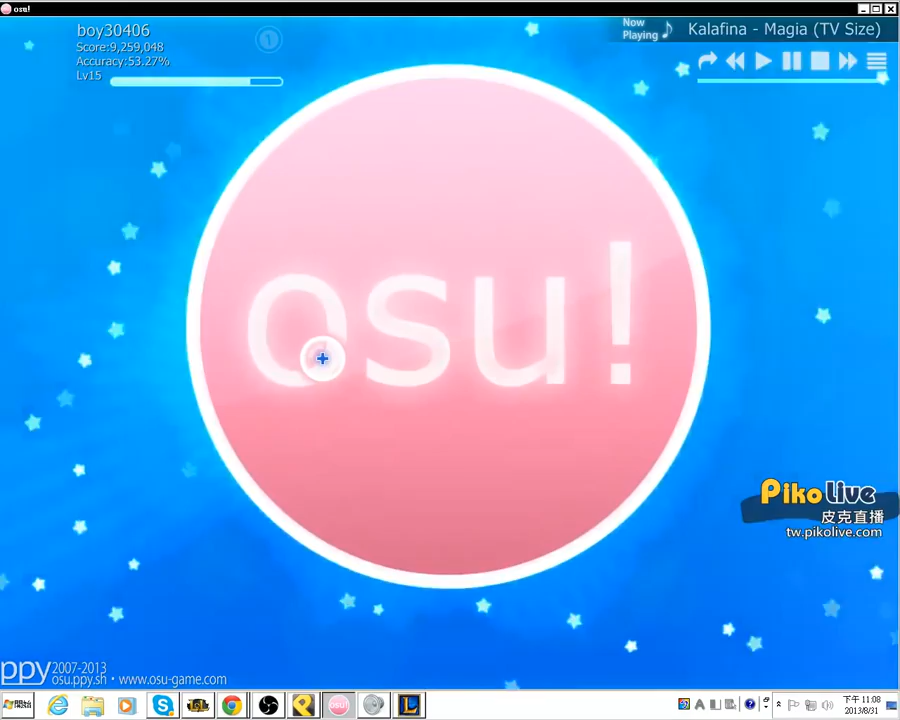 osu!
boy30406
Score:9,259,048
Accuracy:53.27%
Lv15
1
Now
Playing
Kalafina - Magia (TV Size)
osu!
PikoLive
皮克直播
tw.pikolive.com
ppy 2007-2013
osu.ppy.sh • www.osu-game.com
開始
下午 11:08
2013/8/31